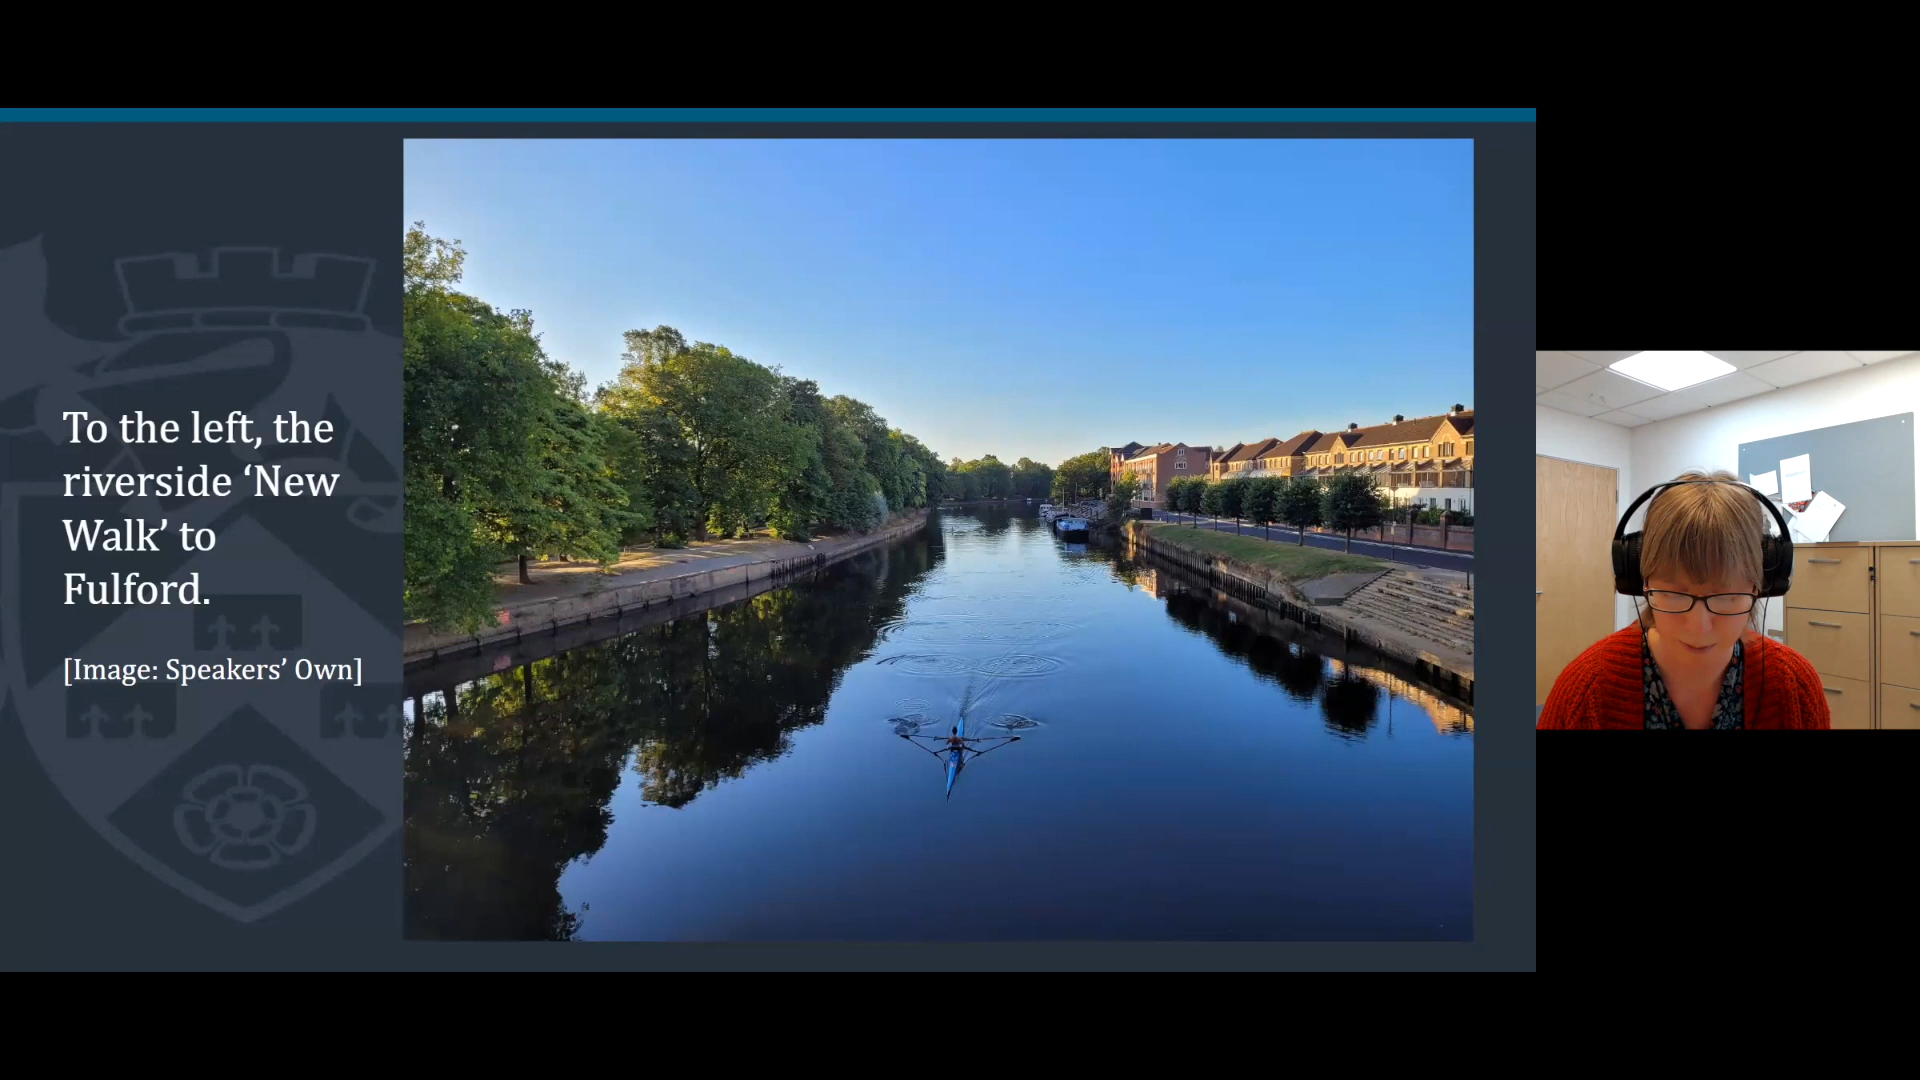 To the left, the
riverside ‘New
Walk’ to
Fulford.
[Image: Speakers’ Own]